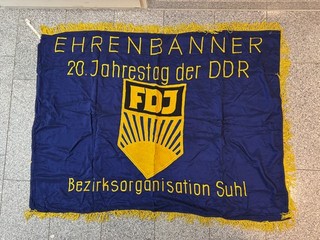 EHRENBANNER
20. Jahrestag der DDR
FDJ
Bezirksorganisation Suhl